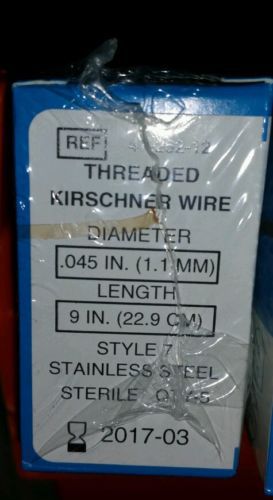 REF
THREADED
KIRSCHNER WIRE
DIAMETER
.045 IN. (1.1 MM)
LENGTH
9 IN. (22.9 CM)
STYLE 7
STAINLESS STEEL
STERILE
2017-03